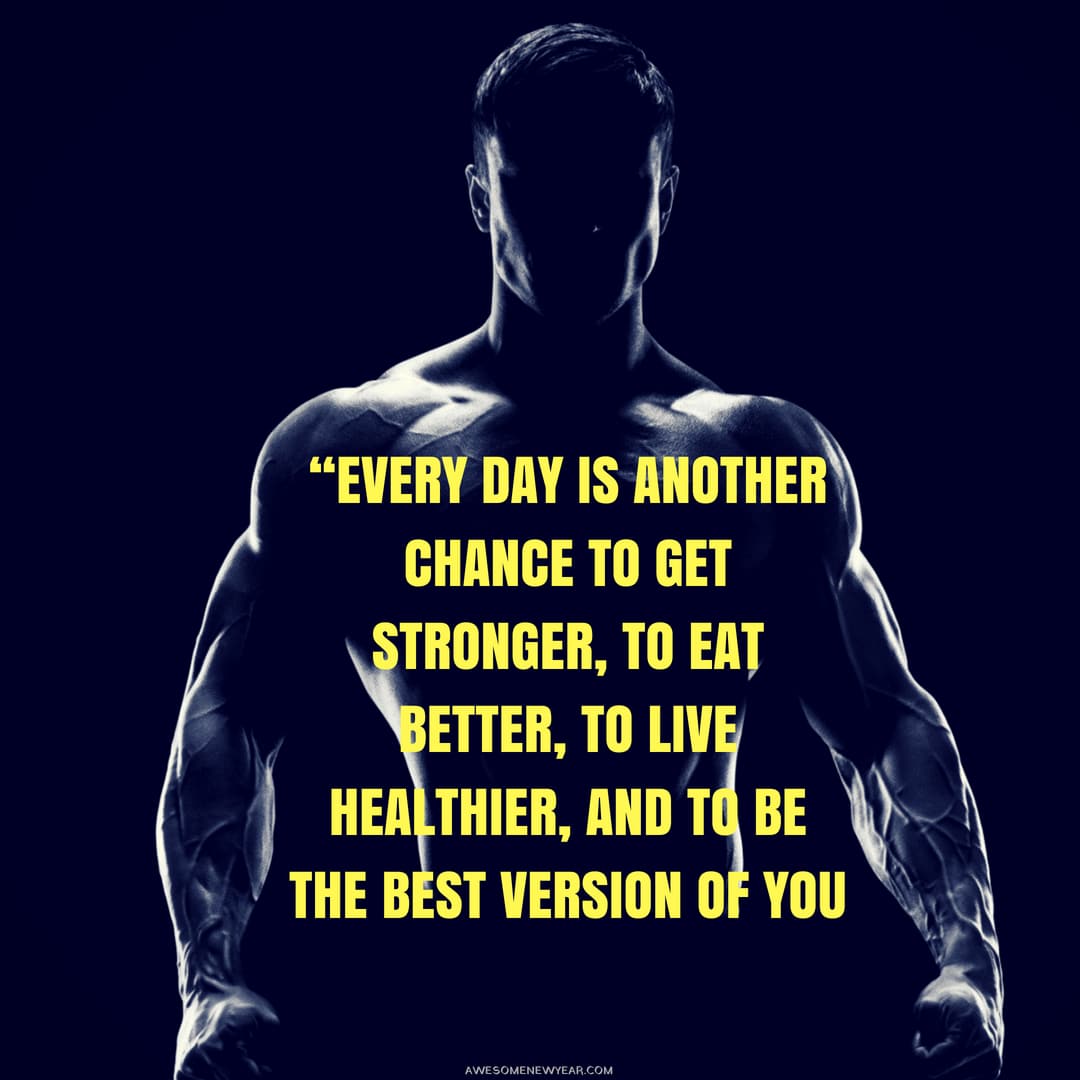 “EVERY DAY IS ANOTHER
CHANCE TO GET
STRONGER, TO EAT
BETTER, TO LIVE
HEALTHIER, AND TO BE
THE BEST VERSION OF YOU
AWESOMENEWYEAR.COM